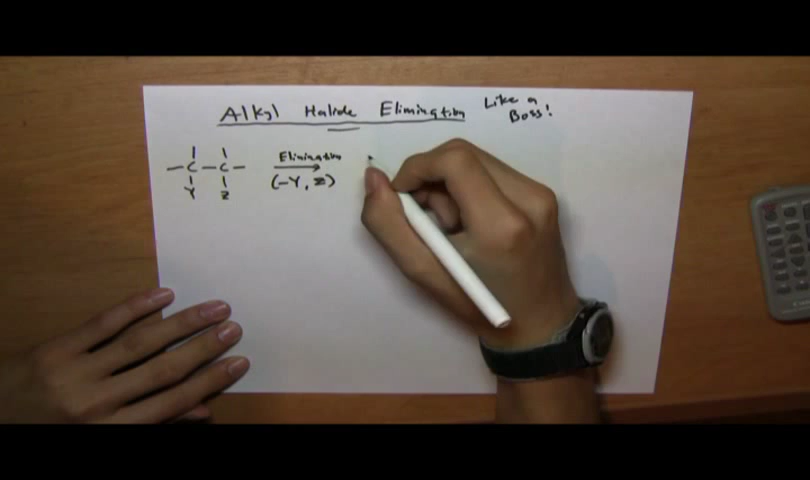 Alkyl Halide Elimination Like a
Boss!
Elimination
-C-C-
(-Y, Z)
Y Z